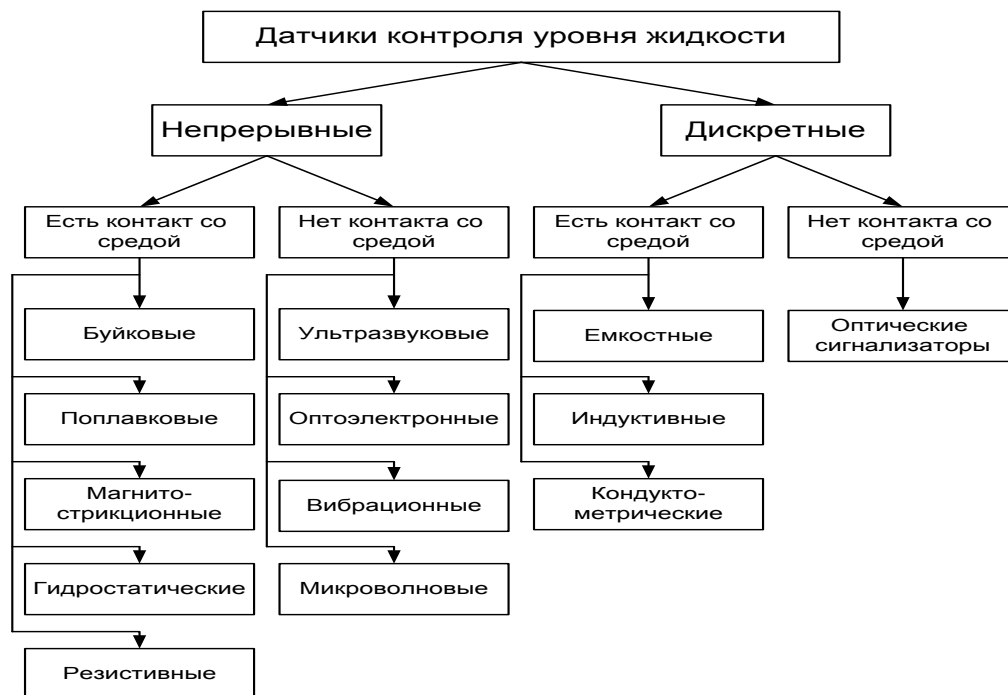 Датчики контроля уровня жидкости
Непрерывные
Дискретные
Есть контакт со
средой
Нет контакта со
средой
Есть контакт со
средой
Нет контакта со
средой
Буйковые
Ультразвуковые
Емкостные
Оптические
сигнализаторы
Поплавковые
Оптоэлектронные
Индуктивные
Магнито-
стрикционные
Вибрационные
Кондукто-
метрические
Гидростатические
Микроволновые
Резистивные